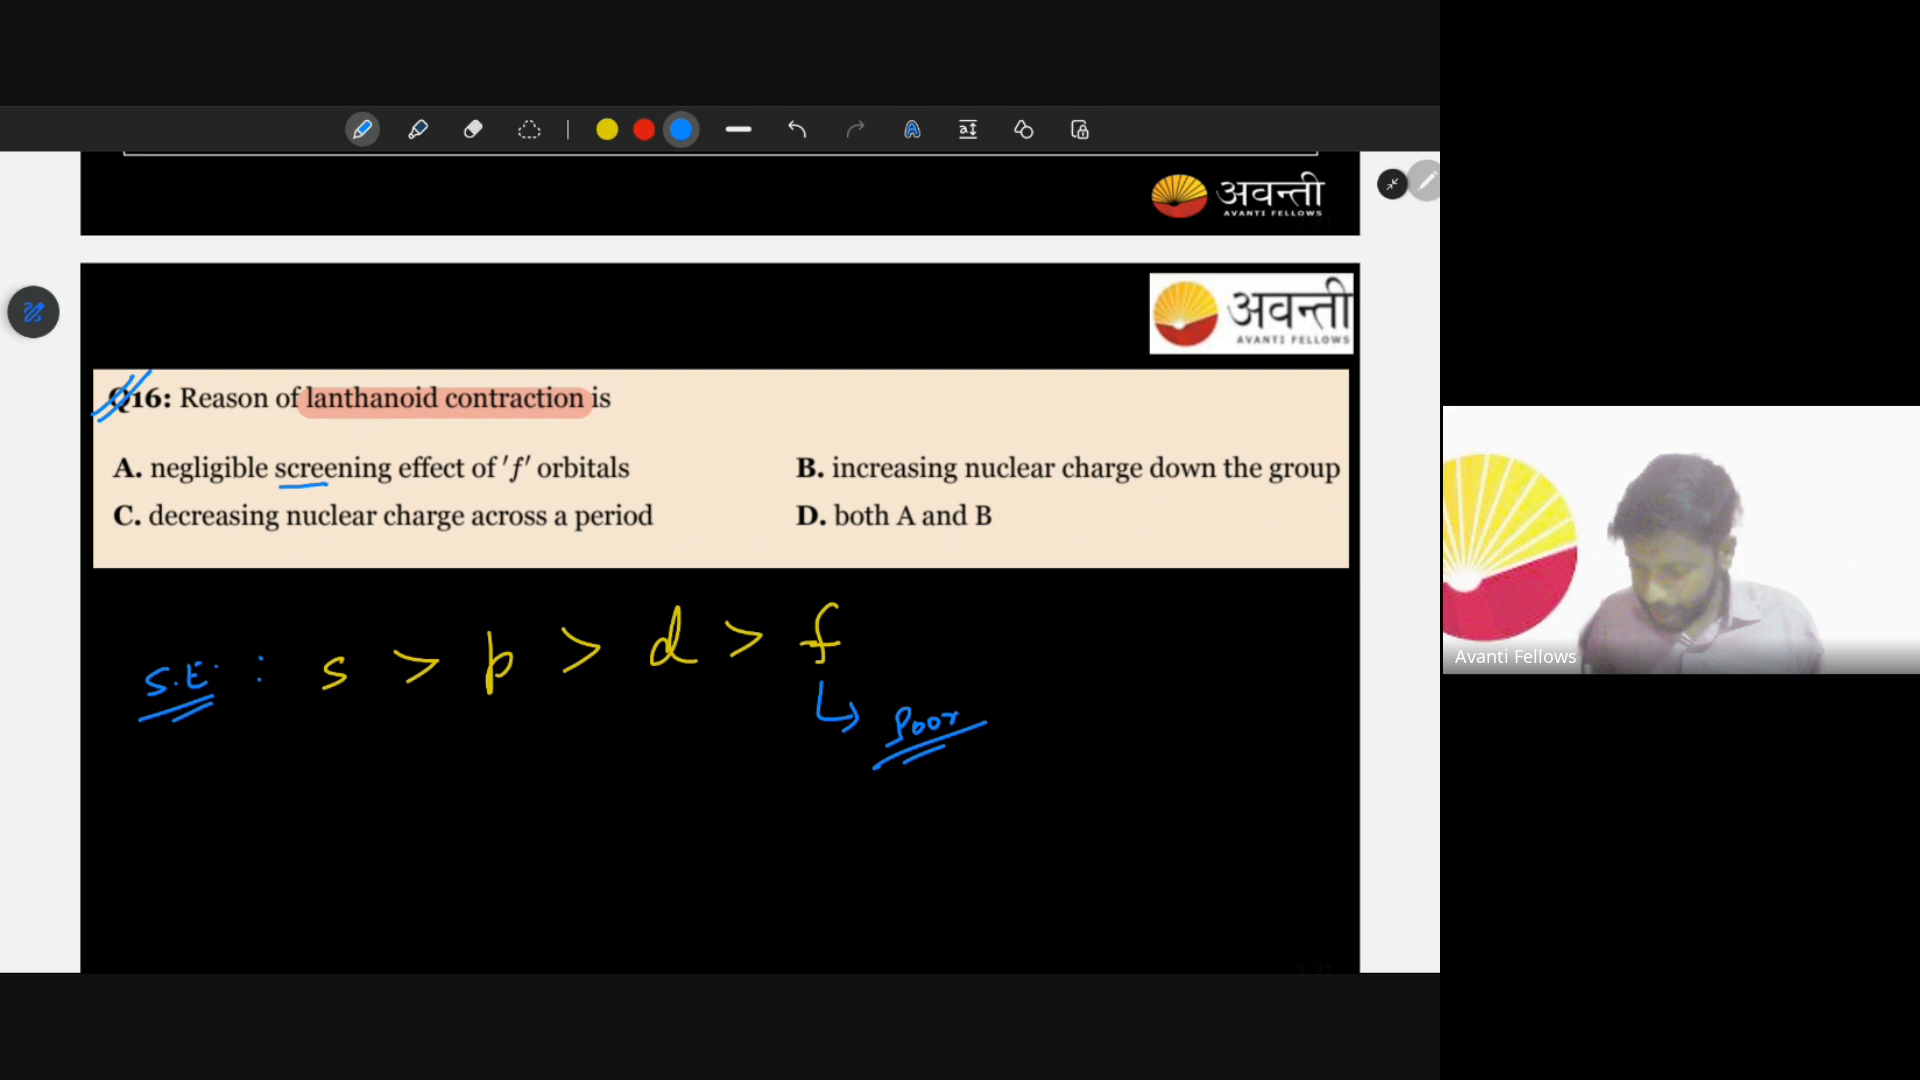 अवन्ती
AVANTI FELLOWS
अवन्ती
AVANTI FELLOWS
Q16: Reason of lanthanoid contraction is
A. negligible screening effect of 'f' orbitals
B. increasing nuclear charge down the group
C. decreasing nuclear charge across a period
D. both A and B
S.E. : s > p > d > f
Poor
Avanti Fellows